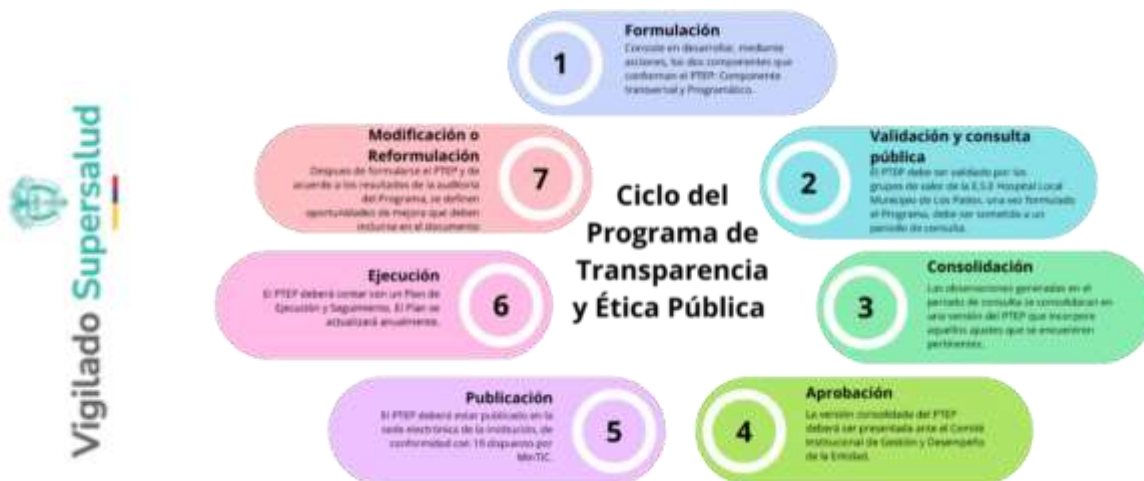 Vigilado Supersalud
Ciclo del
Programa de
Transparencia
y Ética Pública
1
Formulación
Consiste en desarrollar, mediante
acciones, los dos componentes que
conforman el PTEP: Componente
transversal y Programático.
2
Validación y consulta
pública
El PTEP debe ser validado por los
grupos de valor de la E.S.E Hospital Local
Municipio de Los Patios, una vez formulado
el Programa, debe ser sometido a un
periodo de consulta.
3
Consolidación
Las observaciones generadas en el
periodo de consulta se consolidaran en
una versión del PTEP que incorpore
aquellos ajustes que se encuentren
pertinentes.
4
Aprobación
La versión consolidada del PTEP
deberá ser presentada ante el Comité
Institucional de Gestión y Desempeño
de la Entidad.
5
Publicación
El PTEP deberá estar publicado en la
sede electrónica de la institución, de
conformidad con dispuesto por
MinTIC.
6
Ejecución
El PTEP deberá contar con un Plan de
Ejecución y Seguimiento. El Plan se
actualizará anualmente.
7
Modificación o
Reformulación
Despues de formularse el PTEP y de
acuerdo a los resultados de la auditoría
del Programa, se definen
oportunidades de mejora que deben
incluirse en el documento